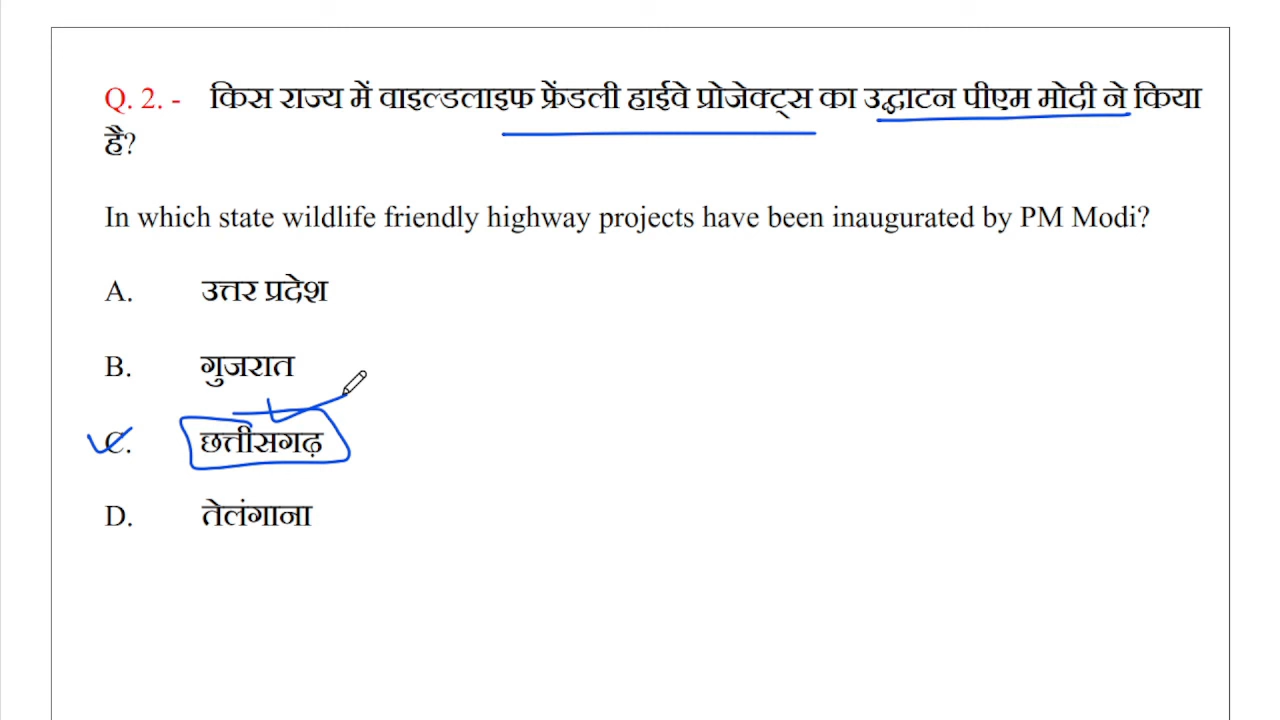 Q. 2. - किस राज्य में वाइल्डलाइफ फ्रेंडली हाईवे प्रोजेक्ट्स का उद्घाटन पीएम मोदी ने किया
है?
In which state wildlife friendly highway projects have been inaugurated by PM Modi?
A. उत्तर प्रदेश
B. गुजरात
C. छत्तीसगढ़
D. तेलंगाना